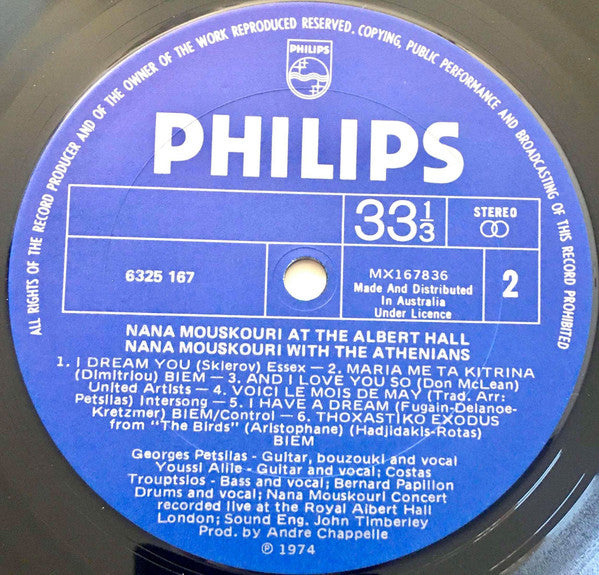 ALL RIGHTS OF THE RECORD PRODUCER AND OF THE OWNER OF THE WORK REPRODUCED RESERVED. COPYING, PUBLIC PERFORMANCE AND BROADCASTING OF THIS RECORD PROHIBITED
PHILIPS
PHILIPS
33 1/3
STEREO
6325 167
MX167836
Made And Distributed
In Australia
Under Licence
2
NANA MOUSKOURI AT THE ALBERT HALL
NANA MOUSKOURI WITH THE ATHENIANS
1. I DREAM YOU (Sklerov) Essex – 2. MARIA ME TA KITRINA
(Dimitriou) BIEM – 3. AND I LOVE YOU SO (Don McLean)
United Artists – 4. VOICI LE MOIS DE MAY (Trad. Arr:
Petsilas) Intersong – 5. I HAVE A DREAM (Fugain-Delanoe-
Kretzmer) BIEM/Control – 6. THOXASTIKO EXODUS
from "The Birds" (Aristophane) (Hadjidakis-Rotas)
BIEM
Georges Petsilas - Guitar, bouzouki and vocal
Youssi Allie - Guitar and vocal; Costas
Trouptsios - Bass and vocal; Bernard Papillon
Drums and vocal; Nana Mouskouri Concert
recorded live at the Royal Albert Hall
London; Sound Eng. John Timberley
Prod. by Andre Chappelle
℗ 1974